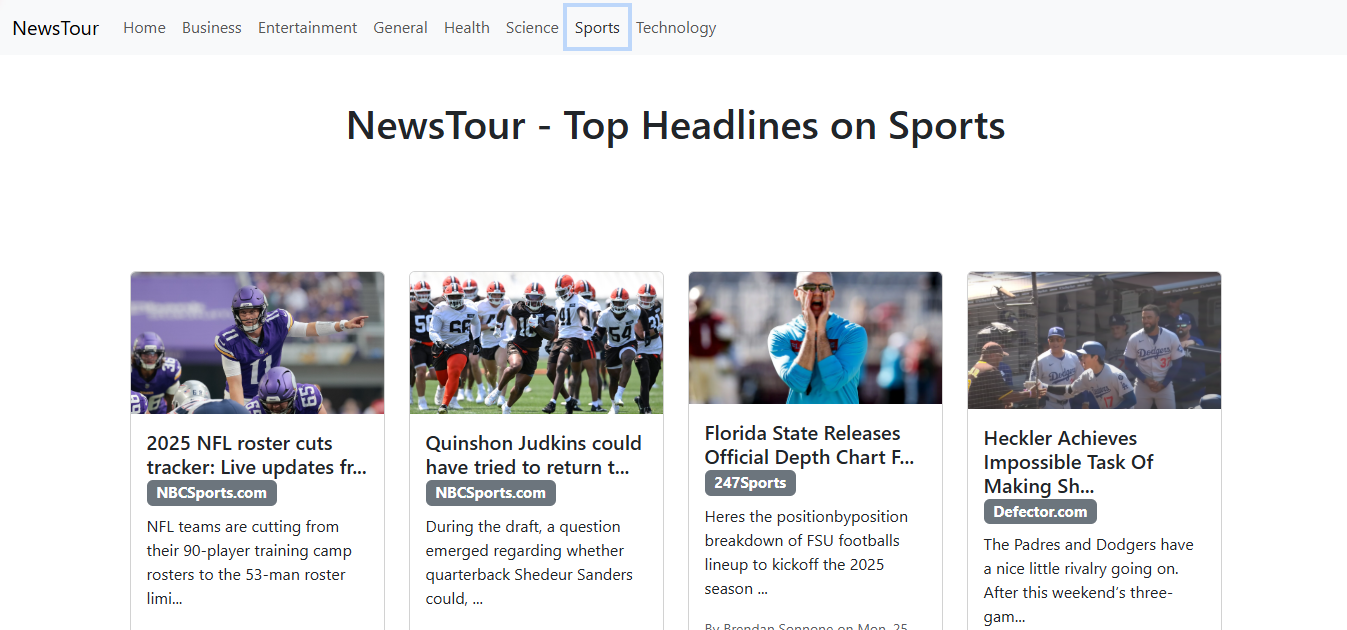 NewsTour Home Business Entertainment General Health Science Sports Technology
NewsTour - Top Headlines on Sports
2025 NFL roster cuts
tracker: Live updates fr...
NBCSports.com
NFL teams are cutting from
their 90-player training camp
rosters to the 53-man roster
limi...
Quinshon Judkins could
have tried to return t...
NBCSports.com
During the draft, a question
emerged regarding whether
quarterback Shedeur Sanders
could, ...
Florida State Releases
Official Depth Chart F...
247Sports
Heres the positionbyposition
breakdown of FSU footballs
lineup to kickoff the 2025
season ...
By Brendan Sonnone on Mon, 25
Heckler Achieves
Impossible Task Of
Making Sh...
Defector.com
The Padres and Dodgers have
a nice little rivalry going on.
After this weekend’s three-
gam...